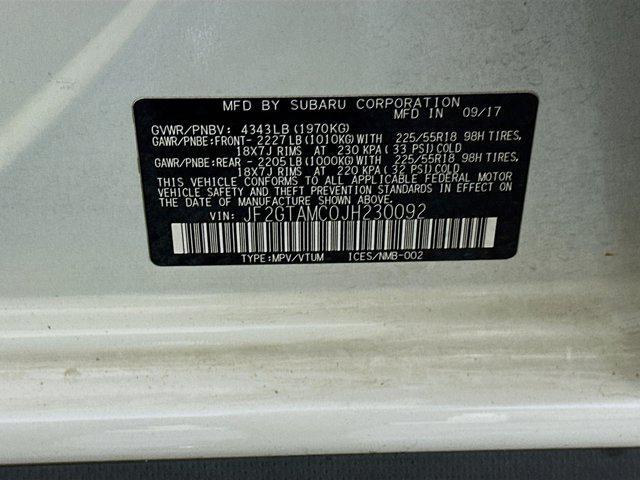 MFD BY SUBARU CORPORATION
MFD IN 09/17
GVWR/PNBV: 4343LB(1970KG)
GAWR/PNBE:FRONT- 2227LB(1010KG)WITH 225/55R18 98H TIRES,
18X7J RIMS AT 230 KPA(33 PSI)COLD
GAWR/PNBE:REAR - 2205LB(1000KG)WITH 225/55R18 98H TIRES,
18X7J RIMS AT 220 KPA(32 PSI)COLD
THIS VEHICLE CONFORMS TO ALL APPLICABLE FEDERAL MOTOR
VEHICLE SAFETY AND THEFT PREVENTION STANDARDS IN EFFECT
ON THE DATE OF MANUFACTURE SHOWN ABOVE.
VIN: JF2GTAMC0JH230092
TYPE:MPV/VTUM ICES/NMB-002